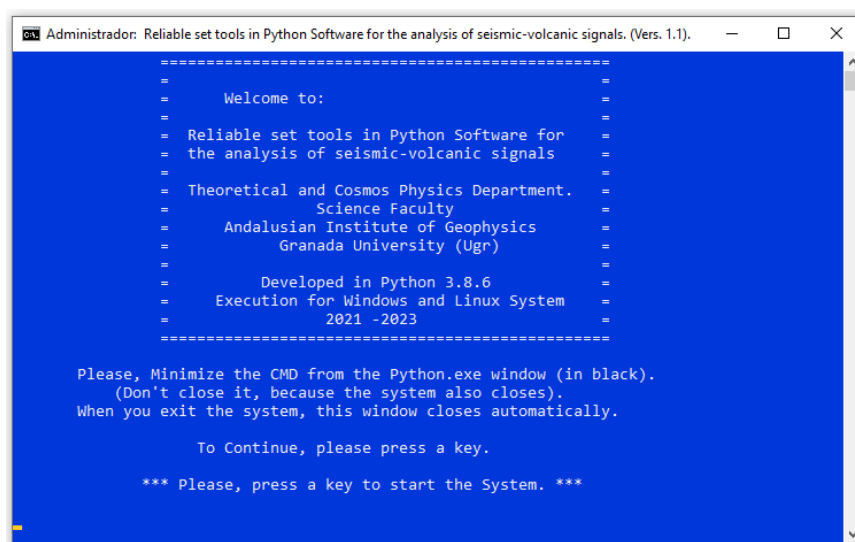 Administrador: Reliable set tools in Python Software for the analysis of seismic-volcanic signals. (Vers. 1.1).
==================================================
= =
= Welcome to: =
= =
= Reliable set tools in Python Software for =
= the analysis of seismic-volcanic signals =
= =
= Theoretical and Cosmos Physics Department. =
= Science Faculty =
= Andalusian Institute of Geophysics =
= Granada University (Ugr) =
= =
= Developed in Python 3.8.6 =
= Execution for Windows and Linux System =
= 2021 -2023 =
==================================================
Please, Minimize the CMD from the Python.exe window (in black).
(Don't close it, because the system also closes).
When you exit the system, this window closes automatically.
To Continue, please press a key.
*** Please, press a key to start the System. ***